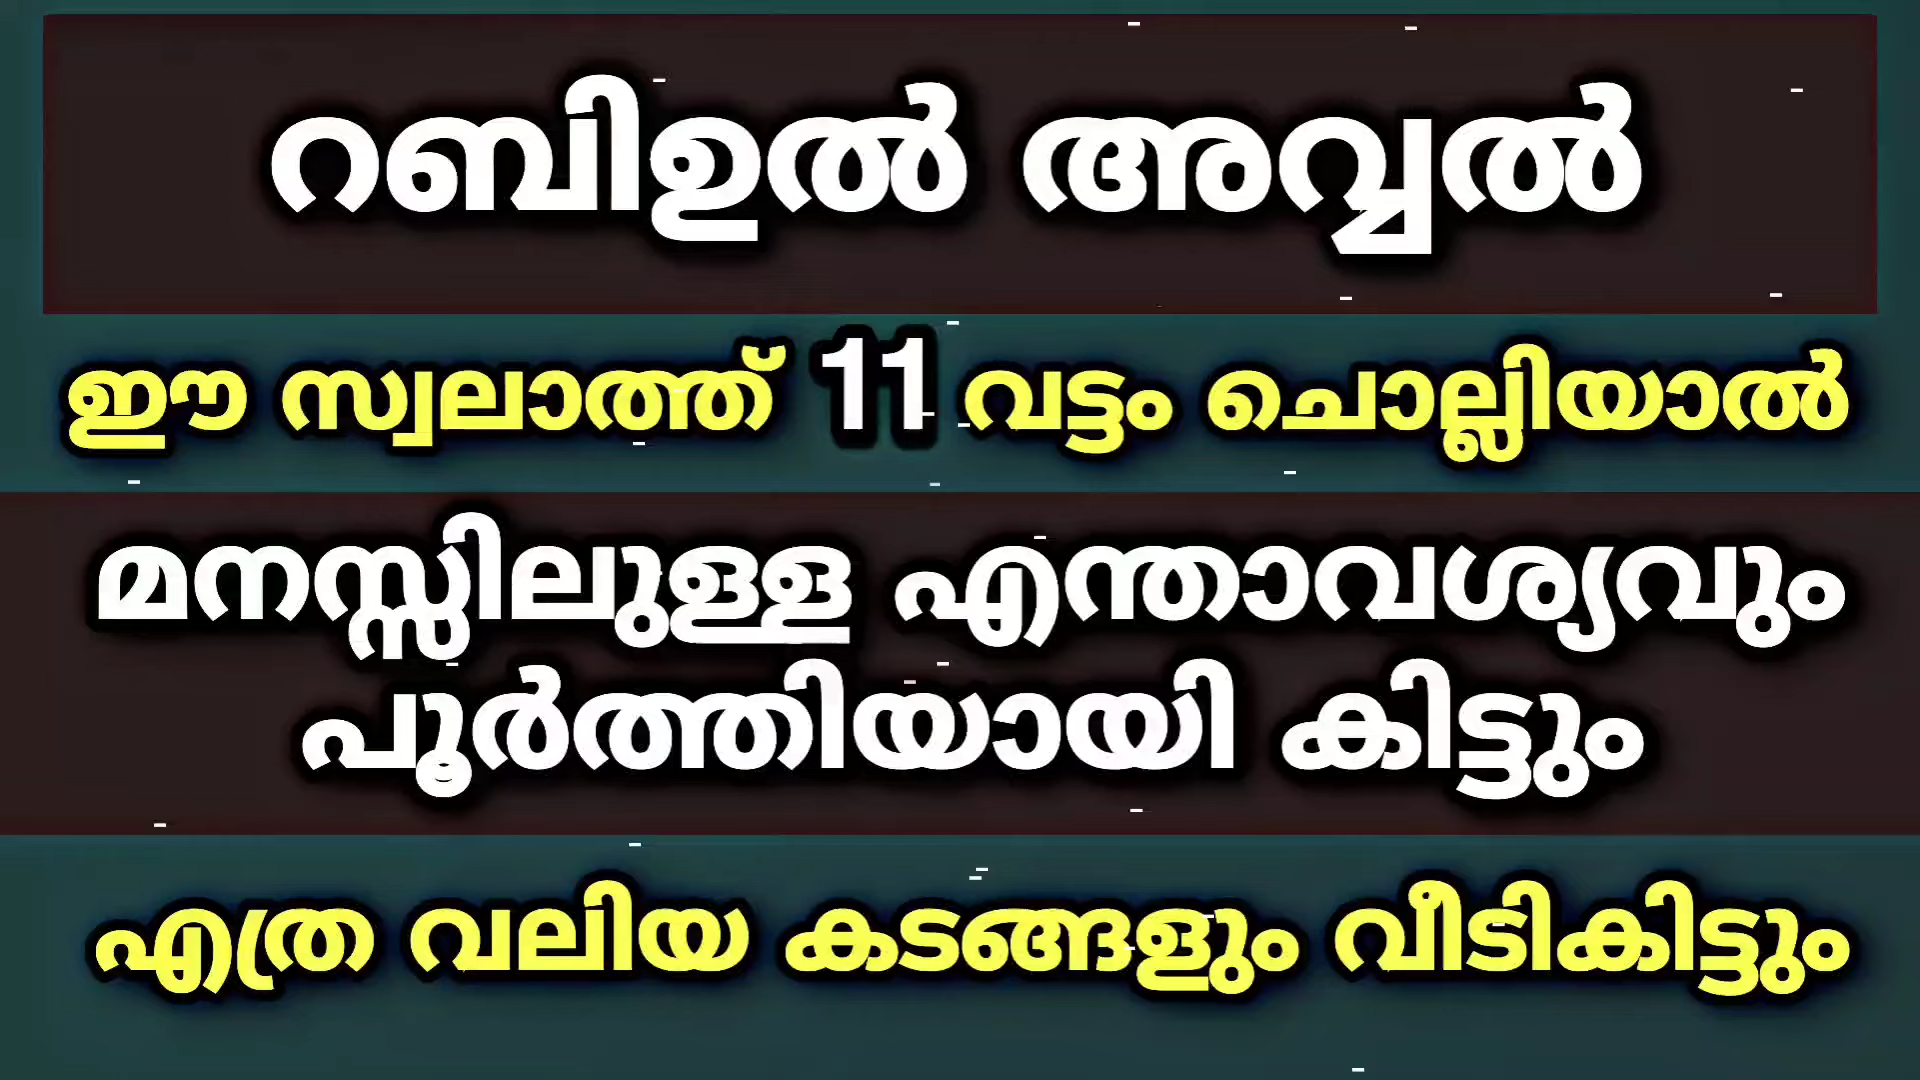 റബിഉൽ അവ്വൽ
ഈ സ്വലാത്ത് 11 വട്ടം ചൊല്ലിയാൽ
മനസ്സിലുള്ള എന്താവശ്യവും
പൂർത്തിയായി കിട്ടും
എത്ര വലിയ കടങ്ങളും വീടികിട്ടും